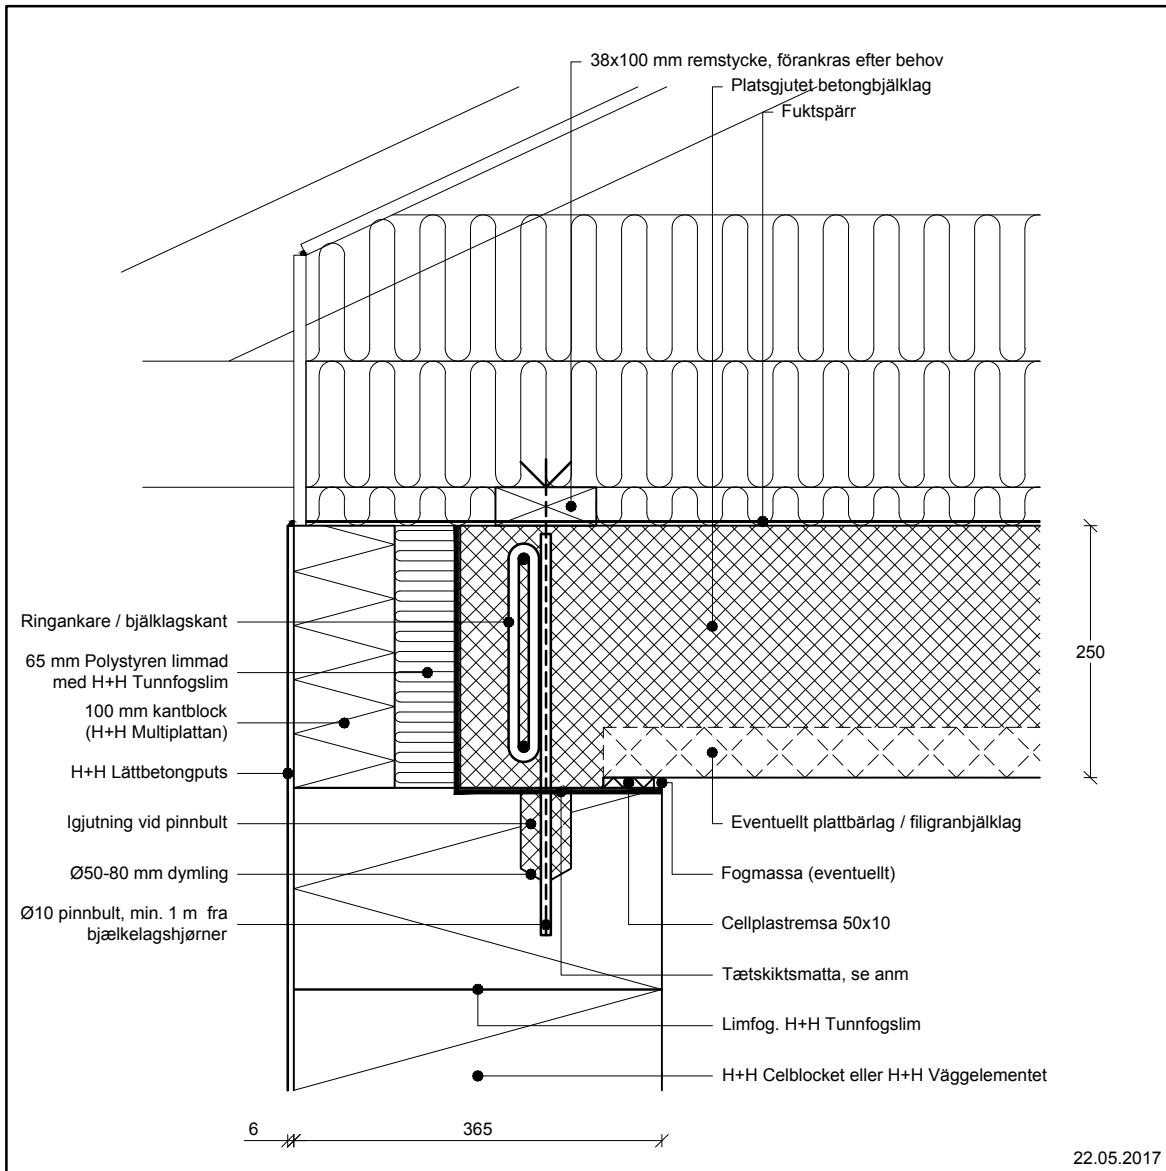 38x100 mm remstycke, förankras efter behov
Platsgjutet betongbjälklag
Fuktspärr
Ringankare / bjälklagskant
65 mm Polystyren limmad
med H+H Tunnfogslim
100 mm kantblock
(H+H Multiplattan)
H+H Lättbetongputs
Igjutning vid pinnbult
Ø50-80 mm dymling
Ø10 pinnbult, min. 1 m fra
bjælkelagshjørner
250
Eventuellt plattbärlag / filigranbjälklag
Fogmassa (eventuellt)
Cellplastremsa 50x10
Tætskiktsmatta, se anm
Limfog. H+H Tunnfogslim
H+H Celblocket eller H+H Väggelementet
6
365
22.05.2017